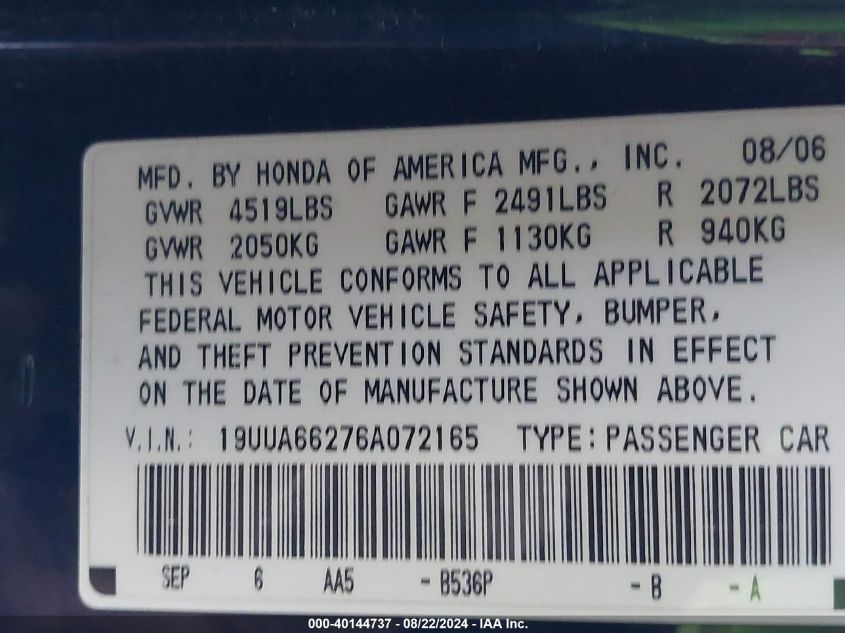 MFD. BY HONDA OF AMERICA MFG., INC. 08/06
GVWR 4519LBS GAWR F 2491LBS R 2072LBS
GVWR 2050KG GAWR F 1130KG R 940KG
THIS VEHICLE CONFORMS TO ALL APPLICABLE
FEDERAL MOTOR VEHICLE SAFETY, BUMPER,
AND THEFT PREVENTION STANDARDS IN EFFECT
ON THE DATE OF MANUFACTURE SHOWN ABOVE.
V.I.N.: 19UUA66276A072165 TYPE: PASSENGER CAR
SEP 6 AA5 - B536P - B - A
000-40144737 - 08/22/2024 - IAA Inc.